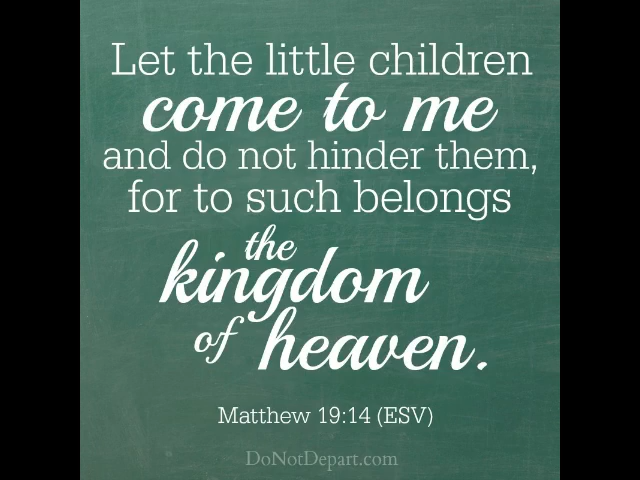 Let the little children
come to me
and do not hinder them,
for to such belongs
the
kingdom
of heaven.
Matthew 19:14 (ESV)
DoNotDepart.com